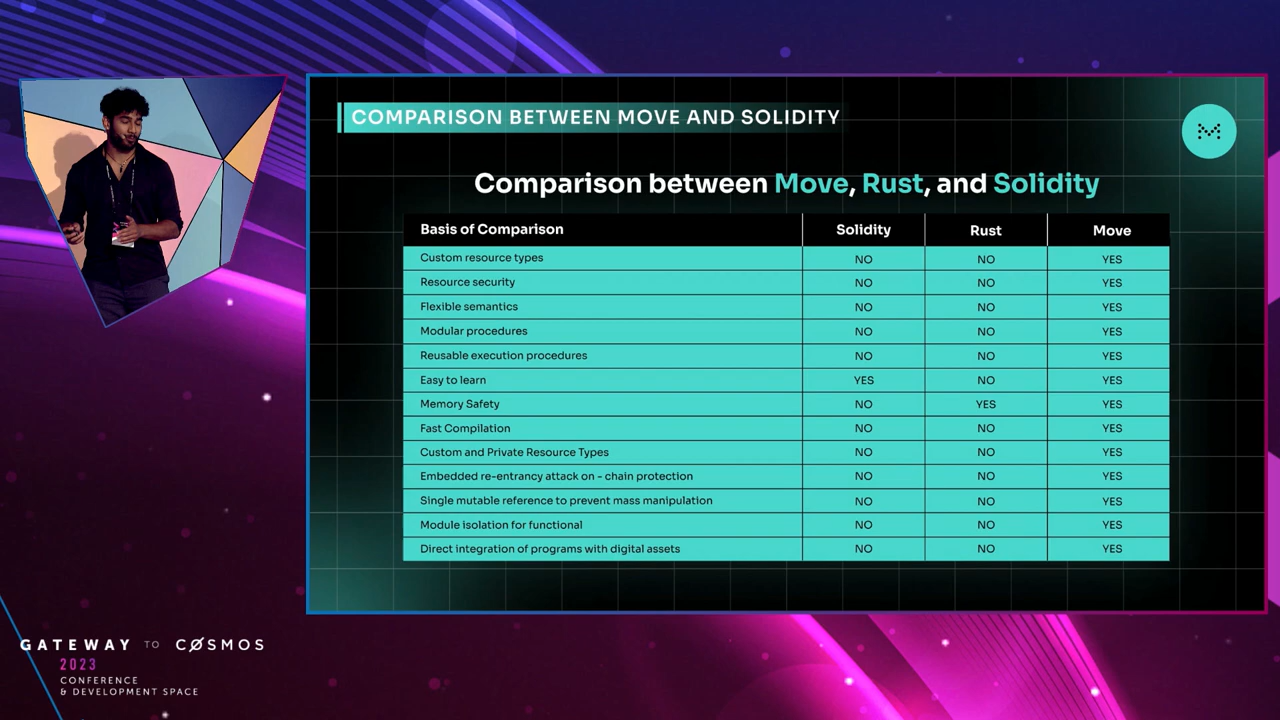 COMPARISON BETWEEN MOVE AND SOLIDITY
Comparison between Move, Rust, and Solidity
Basis of Comparison Solidity Rust Move
Custom resource types NO NO YES
Resource security NO NO YES
Flexible semantics NO NO YES
Modular procedures NO NO YES
Reusable execution procedures NO NO YES
Easy to learn YES NO YES
Memory Safety NO YES YES
Fast Compilation NO NO YES
Custom and Private Resource Types NO NO YES
Embedded re-entrancy attack on - chain protection NO NO YES
Single mutable reference to prevent mass manipulation NO NO YES
Module isolation for functional NO NO YES
Direct integration of programs with digital assets NO NO YES
GATEWAY TO CØSMOS
2023
CONFERENCE
& DEVELOPMENT SPACE